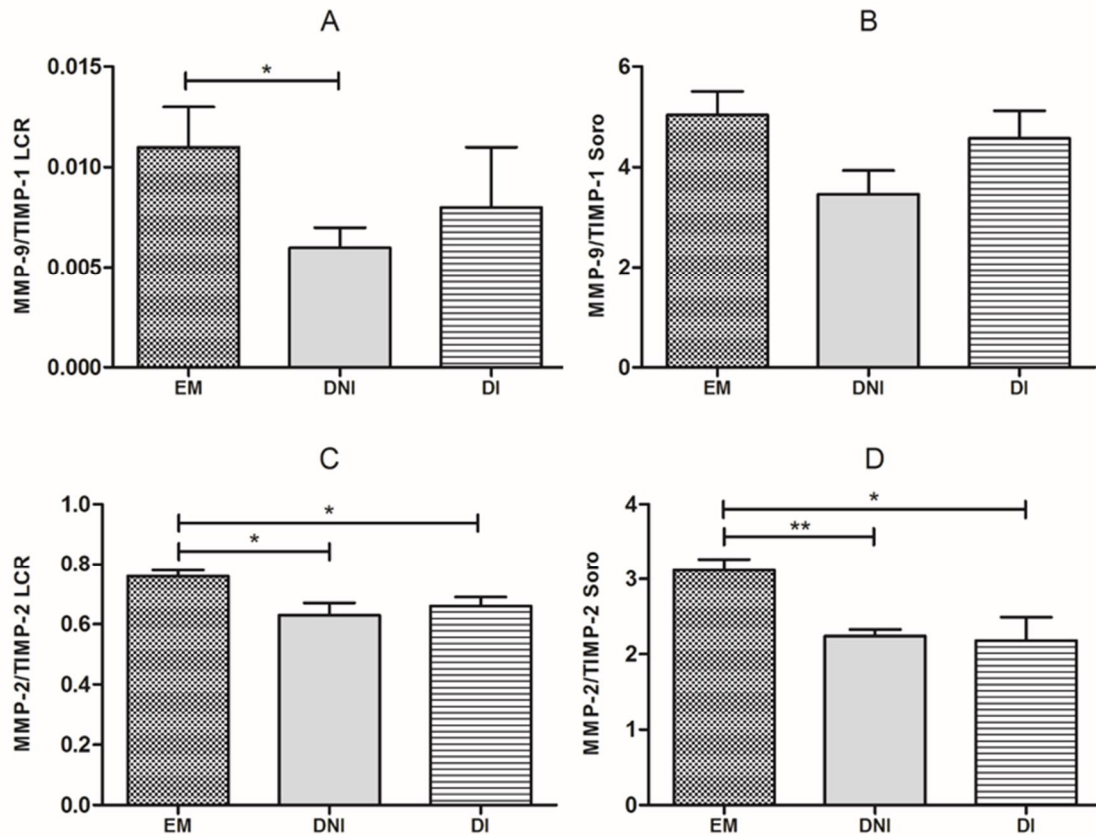 A
MMP-9/TIMP-1 LCR
0.015
0.010
0.005
0.000
*
EM DNI DI
B
MMP-9/TIMP-1 Soro
6
4
2
0
EM DNI DI
C
MMP-2/TIMP-2 LCR
1.0
0.8
0.6
0.4
0.2
0.0
*
*
EM DNI DI
D
MMP-2/TIMP-2 Soro
4
3
2
1
0
*
**
EM DNI DI